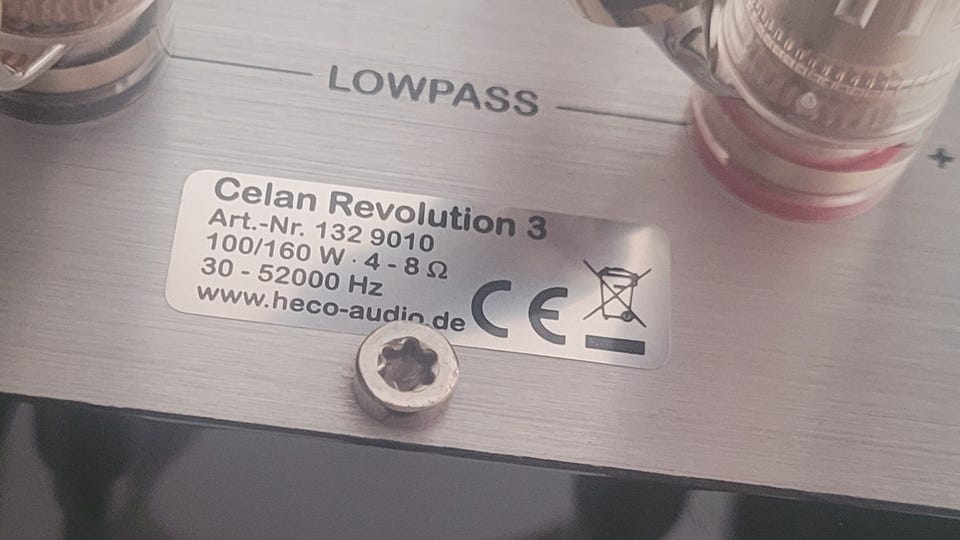 LOWPASS
+
Celan Revolution 3
Art.-Nr. 132 9010
100/160 W · 4 - 8 Ω
30 - 52000 Hz
www.heco-audio.de
CE